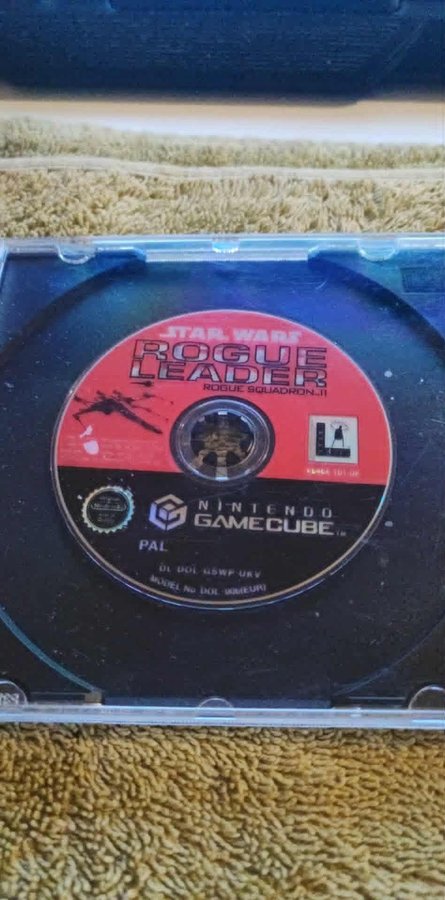 STAR WARS
ROGUE
LEADER
ROGUE SQUADRON II
NINTENDO
GAMECUBE TM
PAL
DL-DOL-GSWP-UKV
MODEL No DOL-006(EUR)